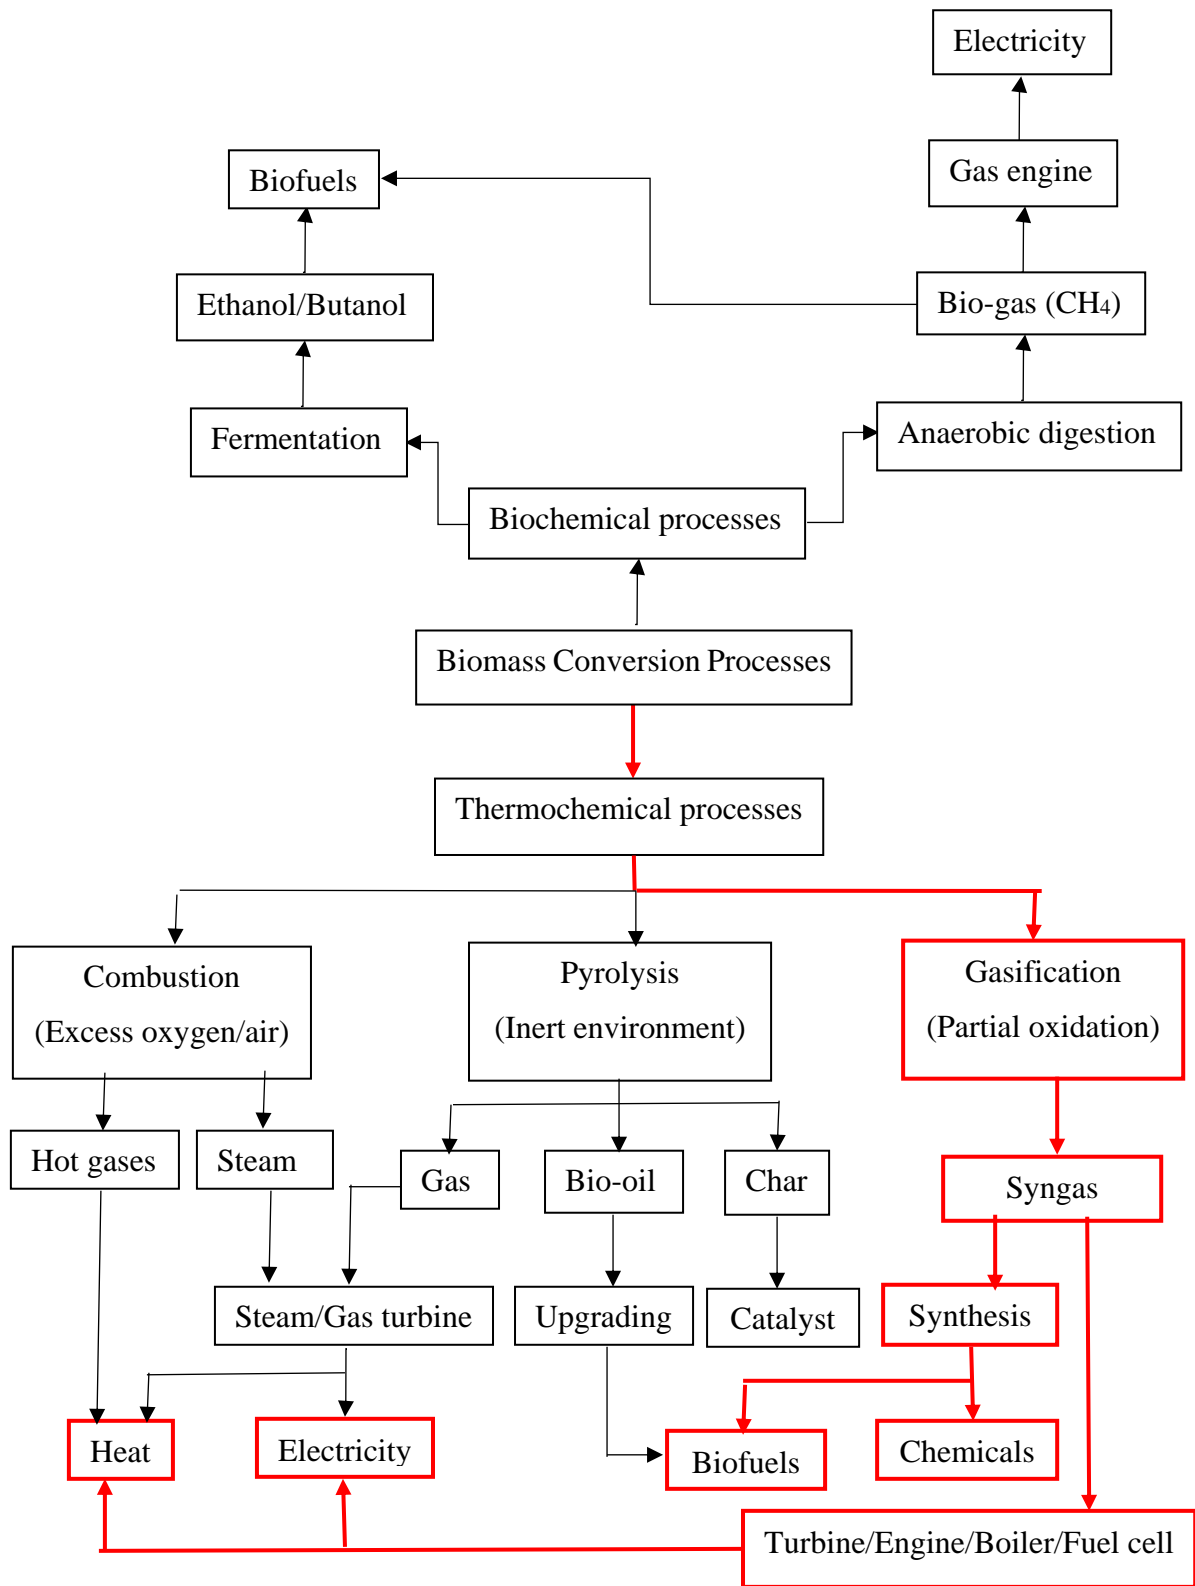 Electricity
Gas engine
Biofuels
Ethanol/Butanol
Bio-gas (CH4)
Fermentation
Anaerobic digestion
Biochemical processes
Biomass Conversion Processes
Thermochemical processes
Combustion
(Excess oxygen/air)
Pyrolysis
(Inert environment)
Gasification
(Partial oxidation)
Hot gases
Steam
Gas
Bio-oil
Char
Syngas
Steam/Gas turbine
Upgrading
Catalyst
Synthesis
Heat
Electricity
Biofuels
Chemicals
Turbine/Engine/Boiler/Fuel cell